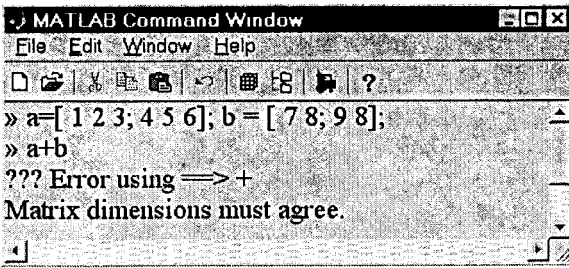 MATLAB Command Window
File Edit Window Help
?
» a=[ 1 2 3; 4 5 6]; b = [ 7 8; 9 8];
» a+b
??? Error using ==> +
Matrix dimensions must agree.